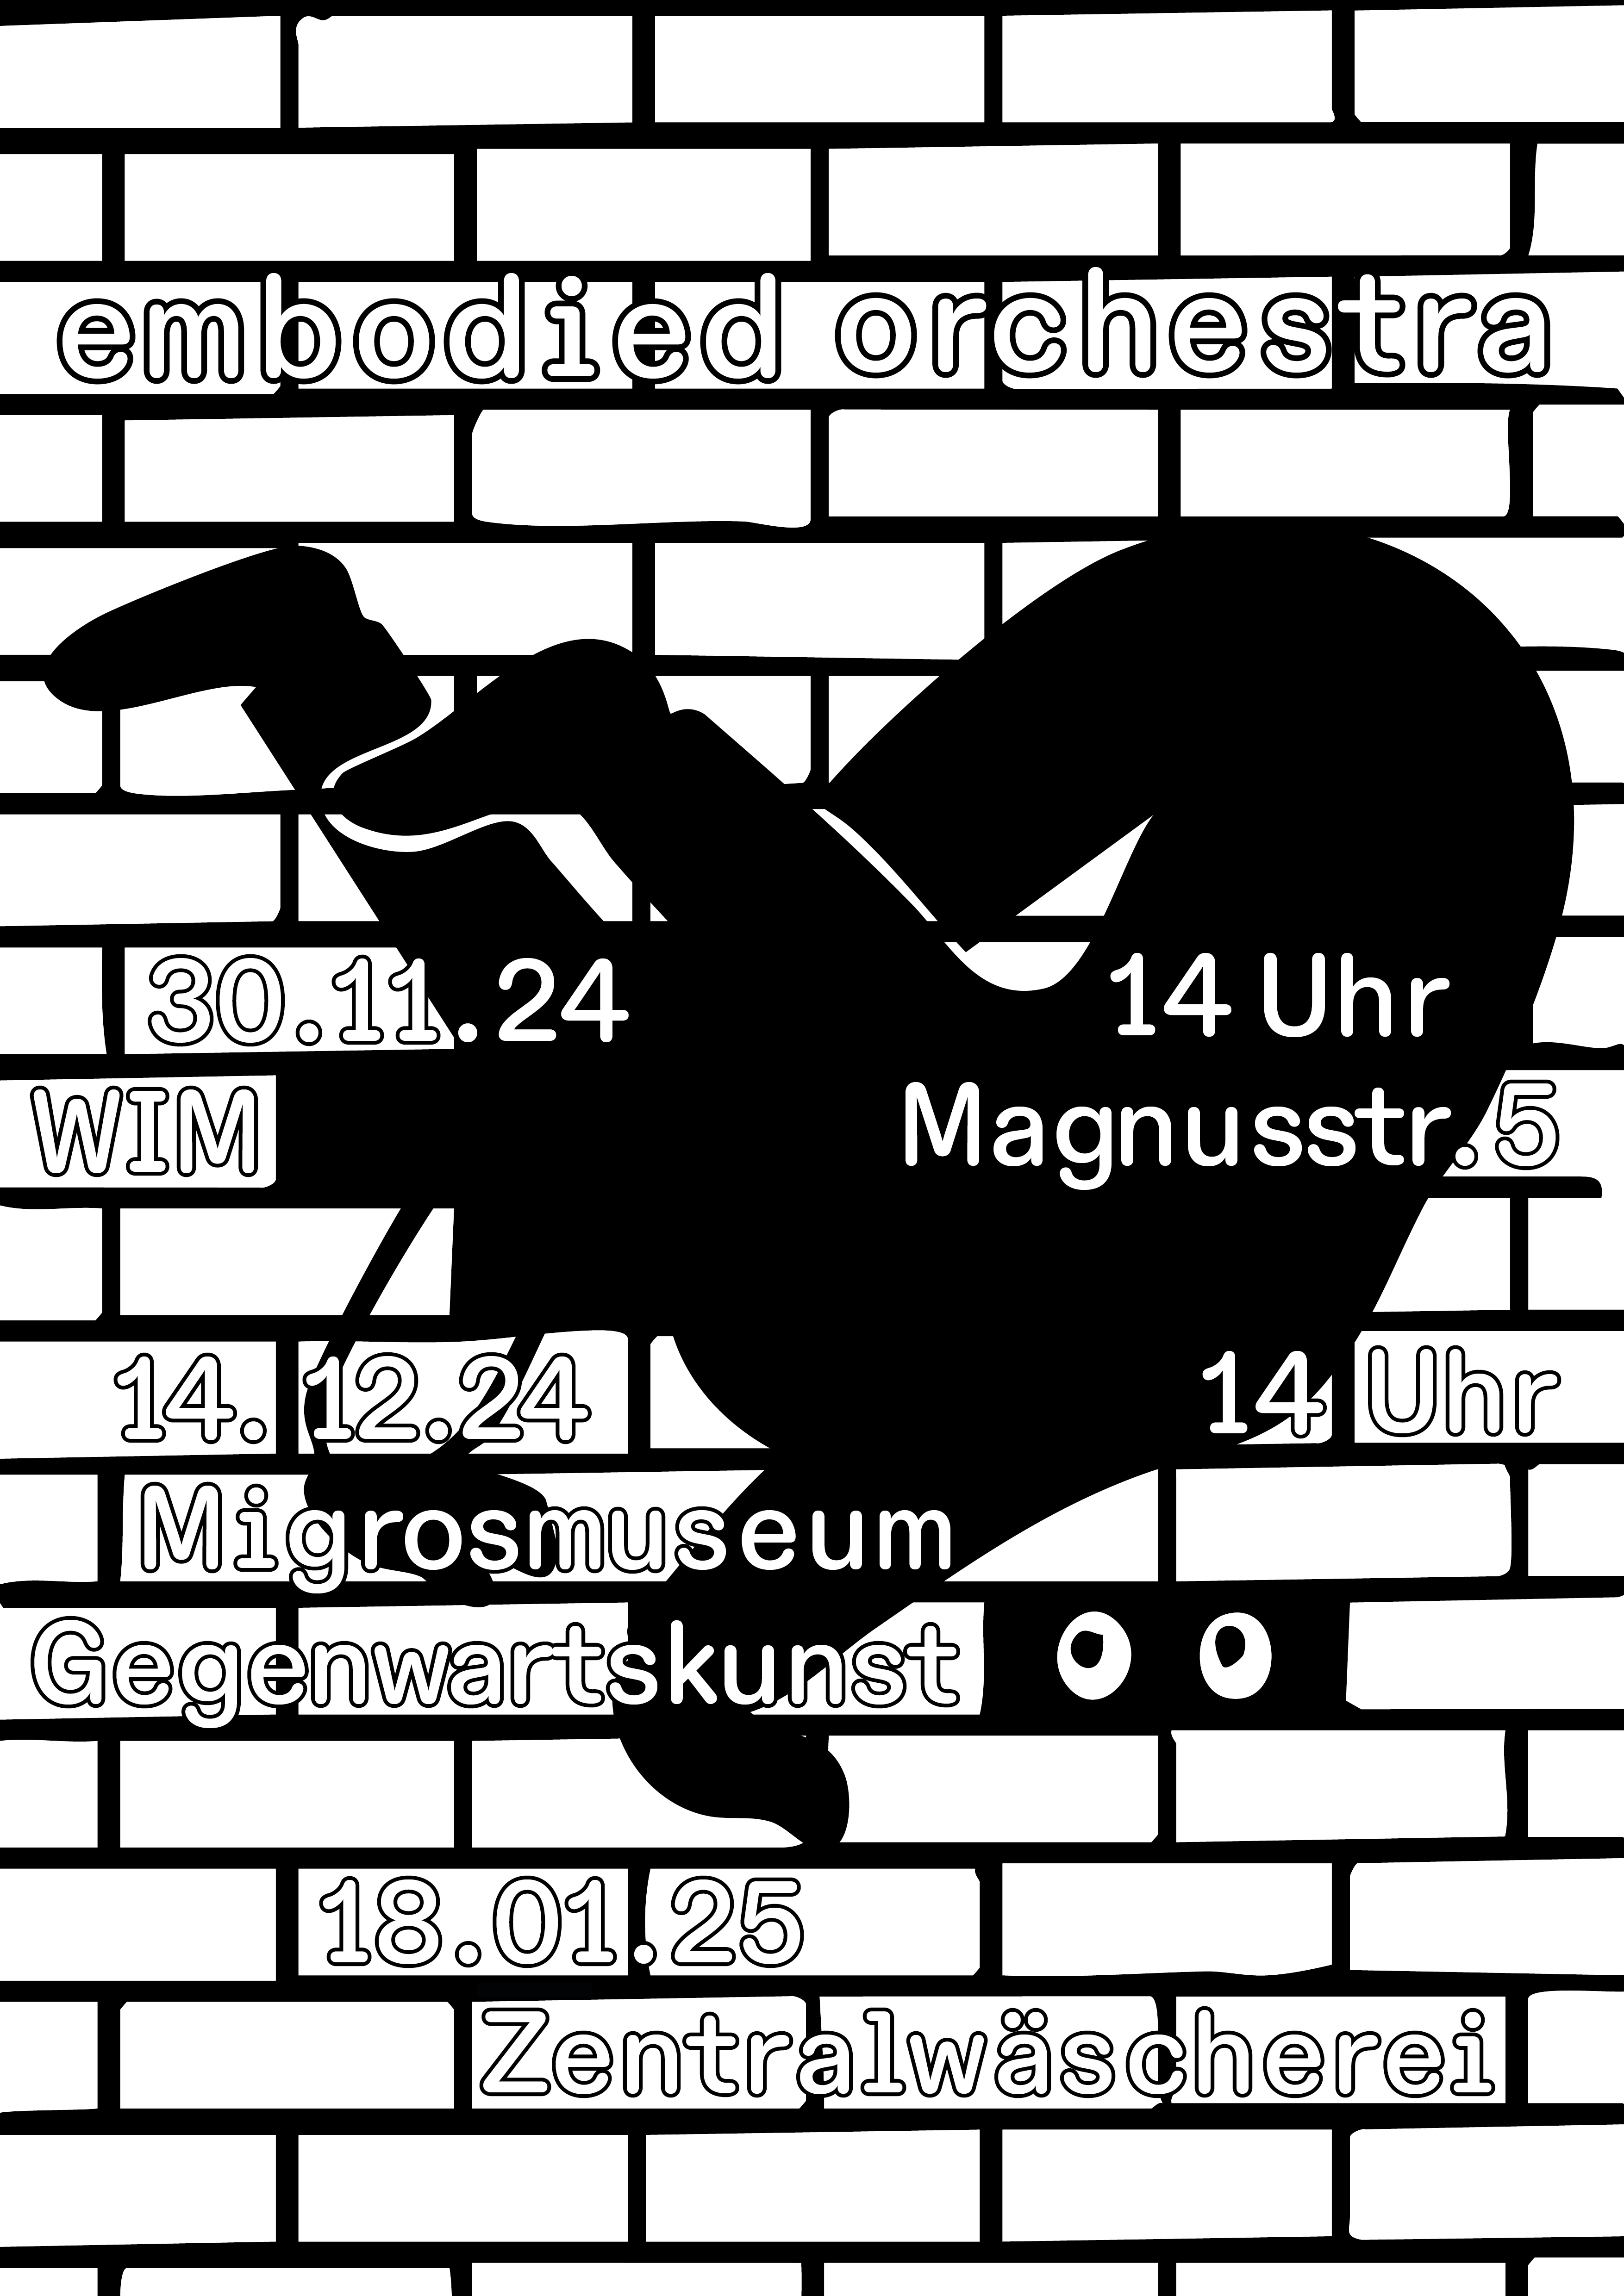 embodied orchestra
30.11.24 14 Uhr
WIM Magnusstr.5
14.12.24 14 Uhr
Migrosmuseum
Gegenwartskunst
18.01.25
Zentralwäscherei